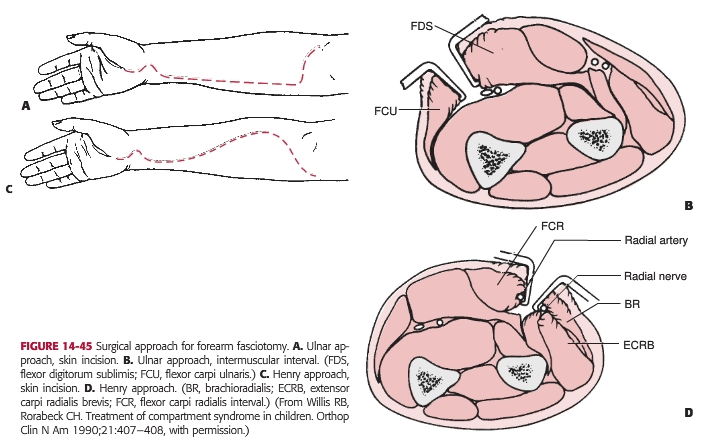 A
C
FDS
FCU
B
FCR
Radial artery
Radial nerve
BR
ECRB
D
FIGURE 14-45 Surgical approach for forearm fasciotomy. A. Ulnar ap-
proach, skin incision. B. Ulnar approach, intermuscular interval. (FDS,
flexor digitorum sublimis; FCU, flexor carpi ulnaris.) C. Henry approach,
skin incision. D. Henry approach. (BR, brachioradialis; ECRB, extensor
carpi radialis brevis; FCR, flexor carpi radialis interval.) (From Willis RB,
Rorabeck CH. Treatment of compartment syndrome in children. Orthop
Clin N Am 1990;21:407–408, with permission.)